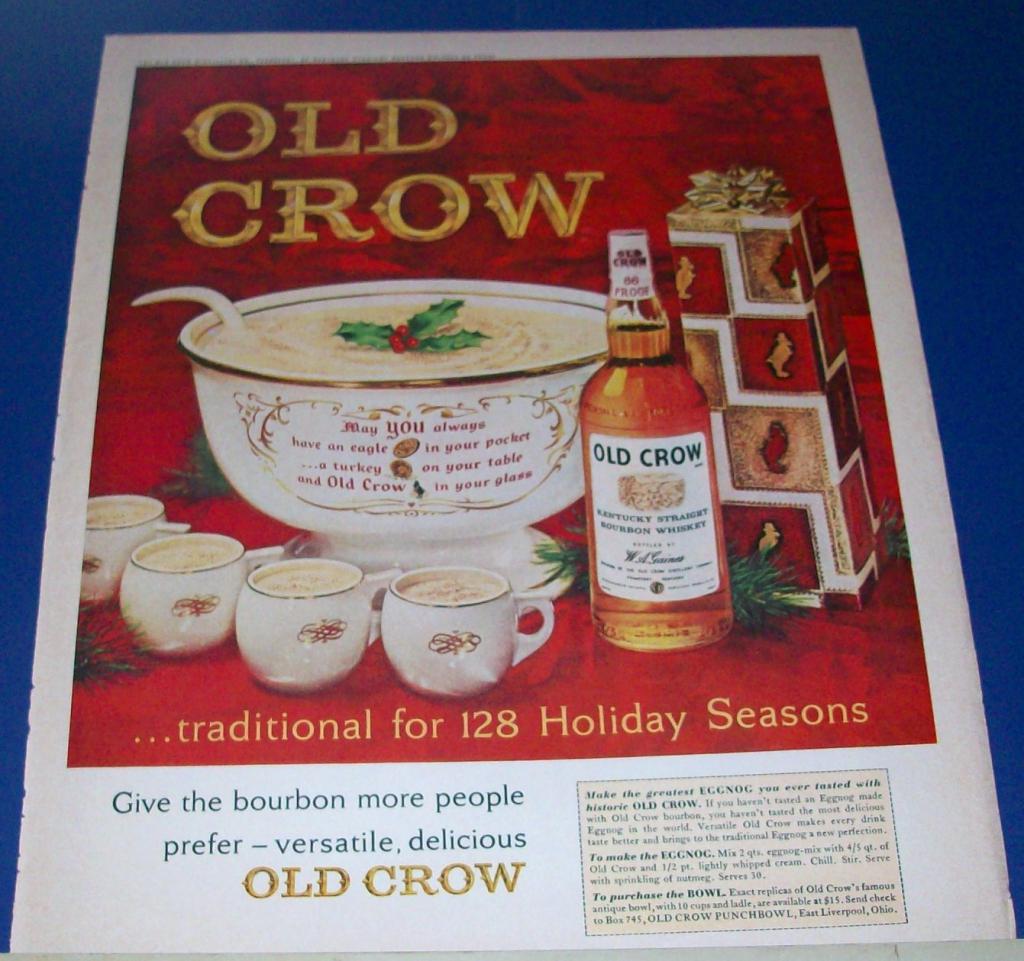 OLD
CROW
OLD
CROW
86
PROOF
May you always
have an eagle in your pocket
...a turkey on your table
and Old Crow in your glass
OLD CROW
KENTUCKY STRAIGHT
BOURBON WHISKEY
BOTTLED BY
W.A.Gaines
...traditional for 128 Holiday Seasons
Give the bourbon more people
prefer – versatile, delicious
OLD CROW
Make the greatest EGGNOG you ever tasted with
historic OLD CROW. If you haven't tasted an Eggnog made
with Old Crow bourbon, you haven't tasted the most delicious
Eggnog in the world. Versatile Old Crow makes every drink
taste better and brings to the traditional Eggnog a new perfection.
To make the EGGNOG. Mix 2 qts. eggnog-mix with 4/5 qt. of
Old Crow and 1/2 pt. lightly whipped cream. Chill. Stir. Serve
with sprinkling of nutmeg. Serves 30.
To purchase the BOWL. Exact replicas of Old Crow's famous
antique bowl, with 10 cups and ladle, are available at $15. Send check
to Box 745, OLD CROW PUNCHBOWL, East Liverpool, Ohio.